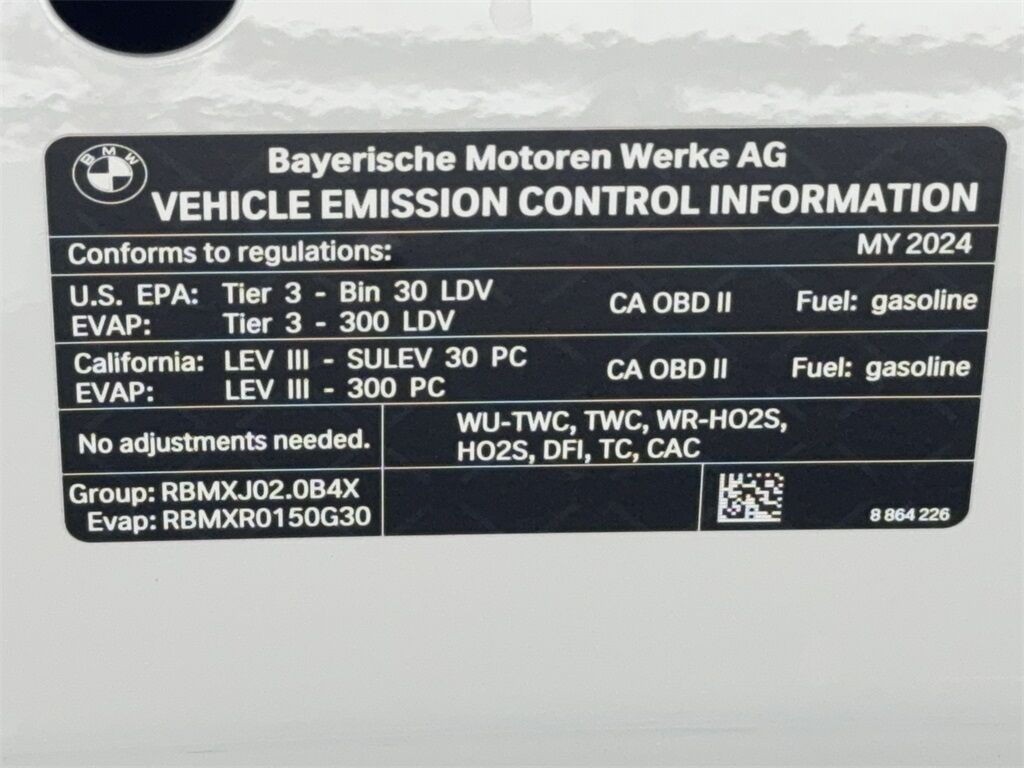 BMW
Bayerische Motoren Werke AG
VEHICLE EMISSION CONTROL INFORMATION
Conforms to regulations: MY 2024
U.S. EPA: Tier 3 - Bin 30 LDV CA OBD II Fuel: gasoline
EVAP: Tier 3 - 300 LDV
California: LEV III - SULEV 30 PC CA OBD II Fuel: gasoline
EVAP: LEV III - 300 PC
No adjustments needed.
WU-TWC, TWC, WR-HO2S,
HO2S, DFI, TC, CAC
Group: RBMXJ02.0B4X
Evap: RBMXR0150G30
8 864 226